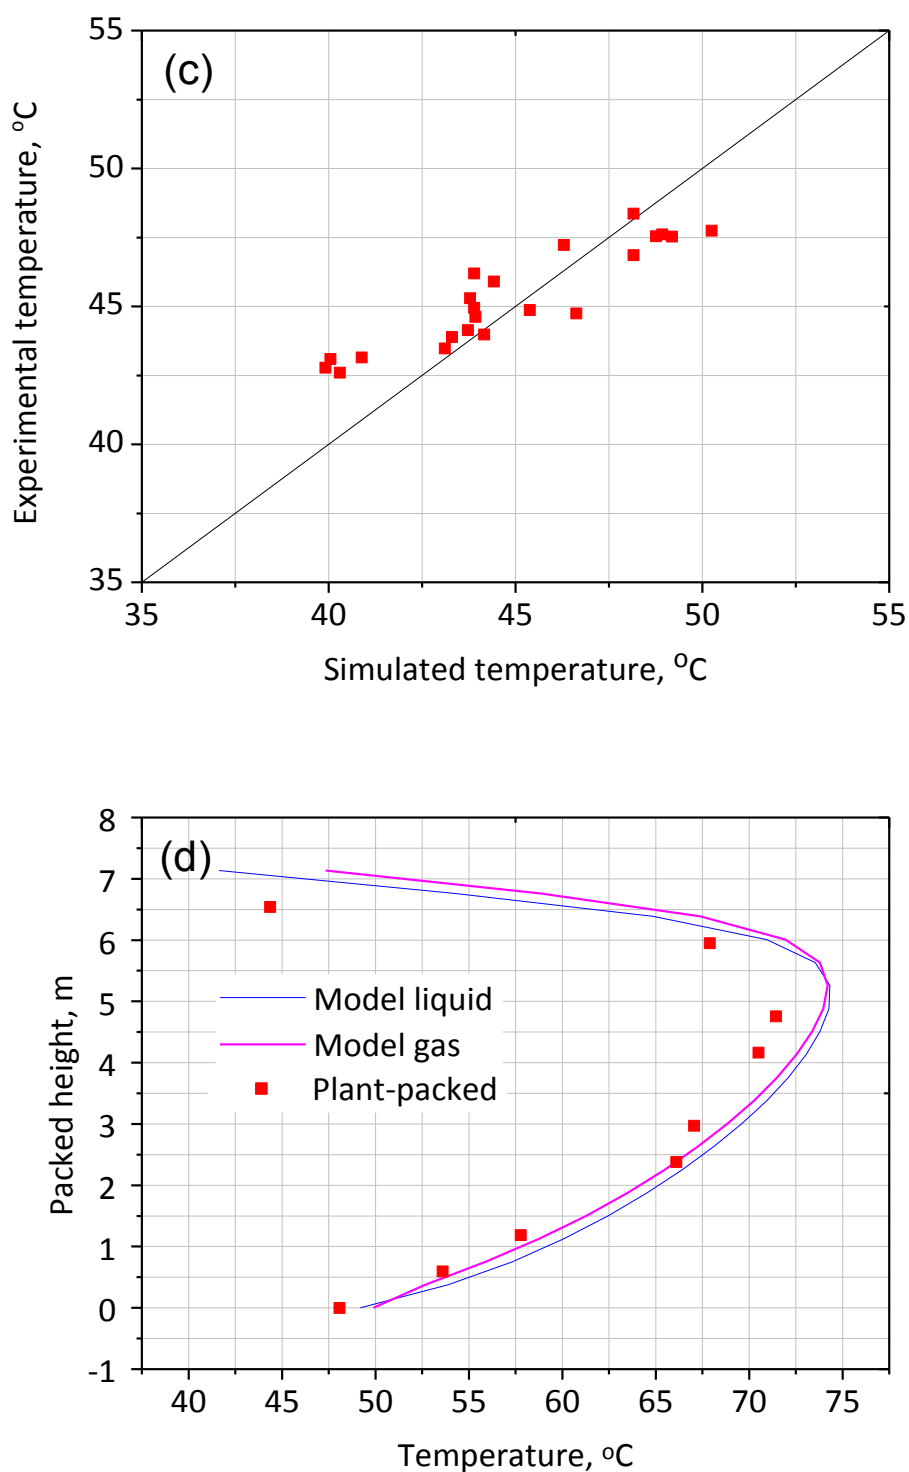 (c)
55
50
45
40
35
Experimental temperature, °C
35 40 45 50 55
Simulated temperature, °C
(d)
8
7
6
5
4
3
2
1
0
-1
Packed height, m
Model liquid
Model gas
Plant-packed
40 45 50 55 60 65 70 75
Temperature, °C